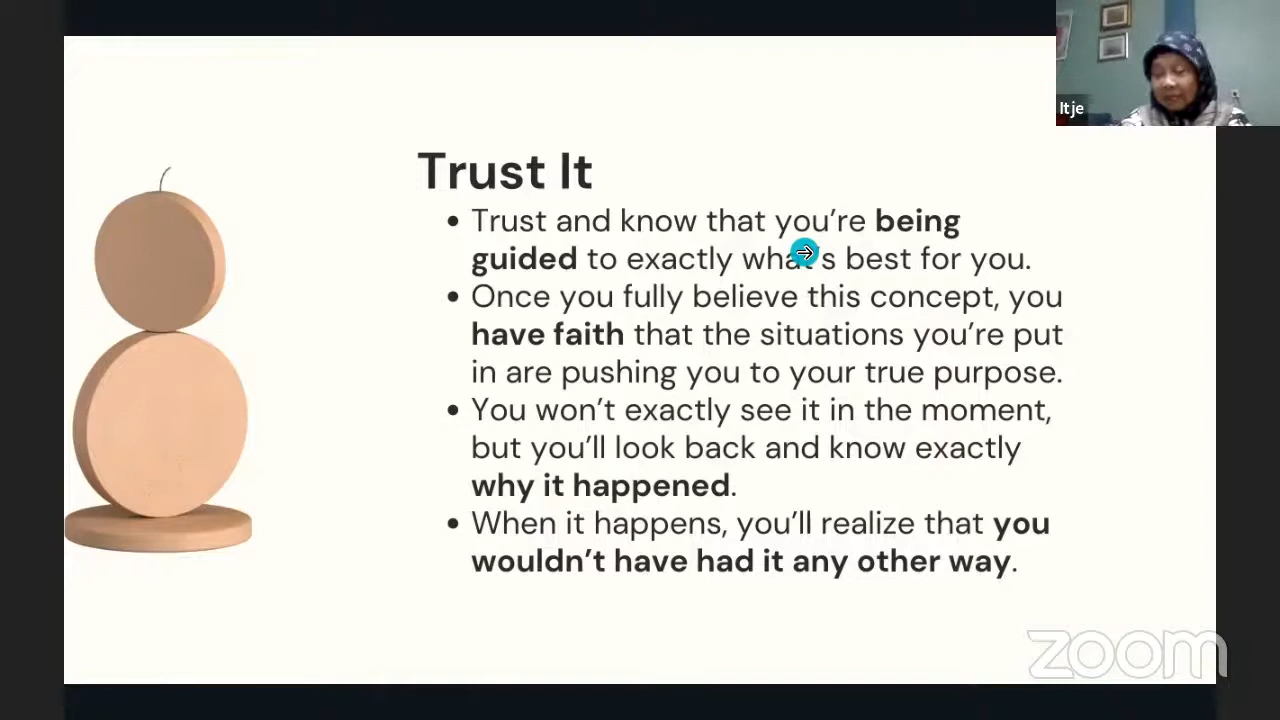 Itje
Trust It
• Trust and know that you’re being
guided to exactly what’s best for you.
• Once you fully believe this concept, you
have faith that the situations you’re put
in are pushing you to your true purpose.
• You won’t exactly see it in the moment,
but you’ll look back and know exactly
why it happened.
• When it happens, you’ll realize that you
wouldn’t have had it any other way.
zoom